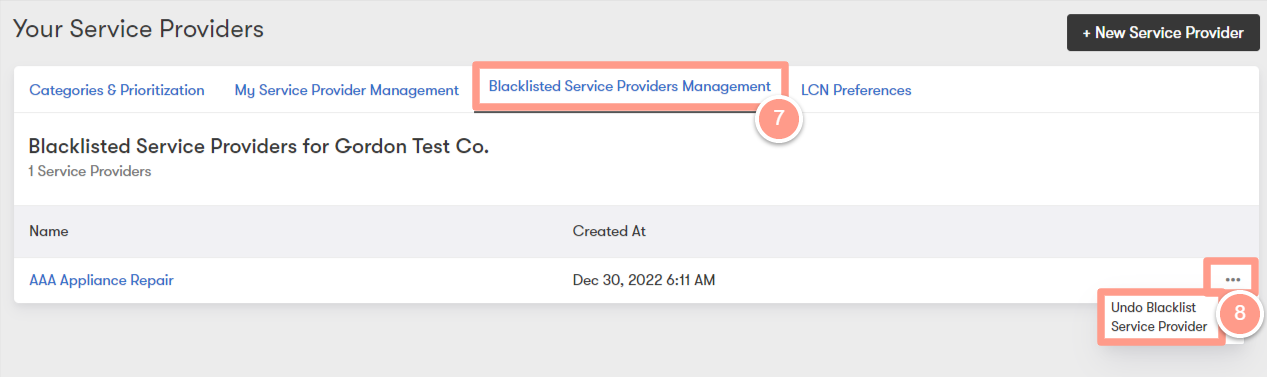 Your Service Providers
+ New Service Provider
Categories & Prioritization My Service Provider Management Blacklisted Service Providers Management LCN Preferences
7
Blacklisted Service Providers for Gordon Test Co.
1 Service Providers
Name Created At
AAA Appliance Repair Dec 30, 2022 6:11 AM
Undo Blacklist
Service Provider
8